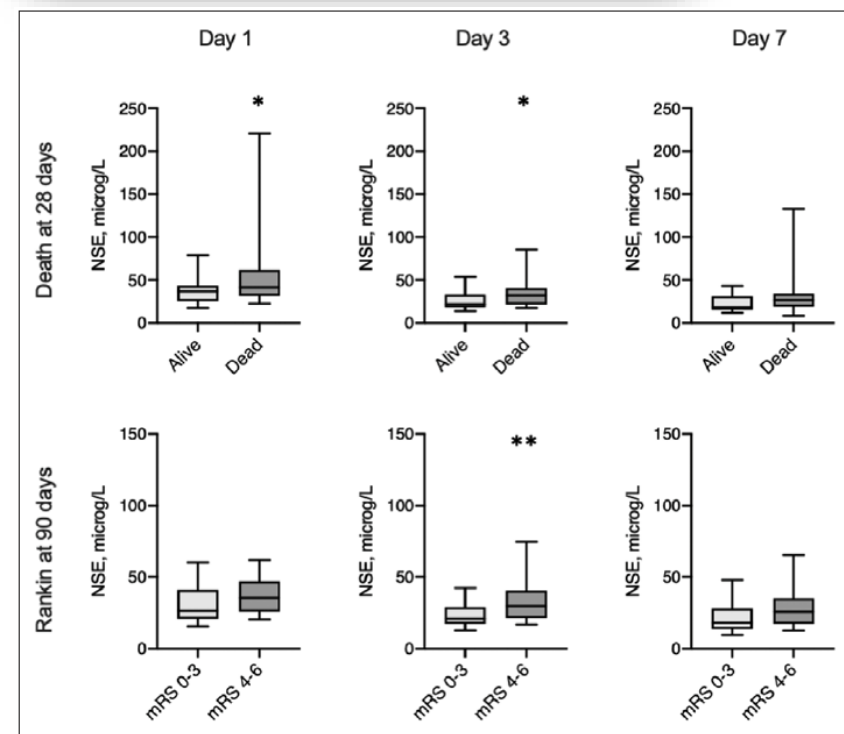 Day 1
Day 3
Day 7
Death at 28 days
NSE, microg/L
250
200
150
100
50
0
*
Alive
Dead
NSE, microg/L
250
200
150
100
50
0
*
Alive
Dead
NSE, microg/L
250
200
150
100
50
0
Alive
Dead
Rankin at 90 days
NSE, microg/L
150
100
50
0
mRS 0-3
mRS 4-6
NSE, microg/L
150
100
50
0
**
mRS 0-3
mRS 4-6
NSE, microg/L
150
100
50
0
mRS 0-3
mRS 4-6